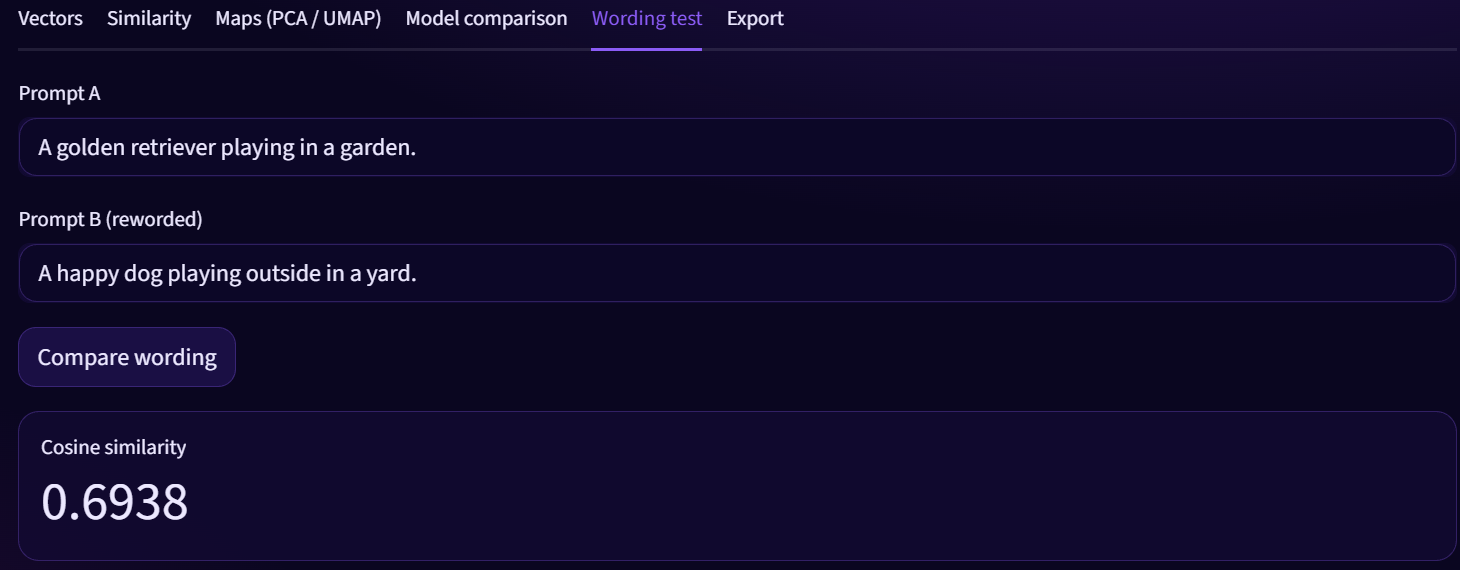 Vectors Similarity Maps (PCA / UMAP) Model comparison Wording test Export
Prompt A
A golden retriever playing in a garden.
Prompt B (reworded)
A happy dog playing outside in a yard.
Compare wording
Cosine similarity
0.6938